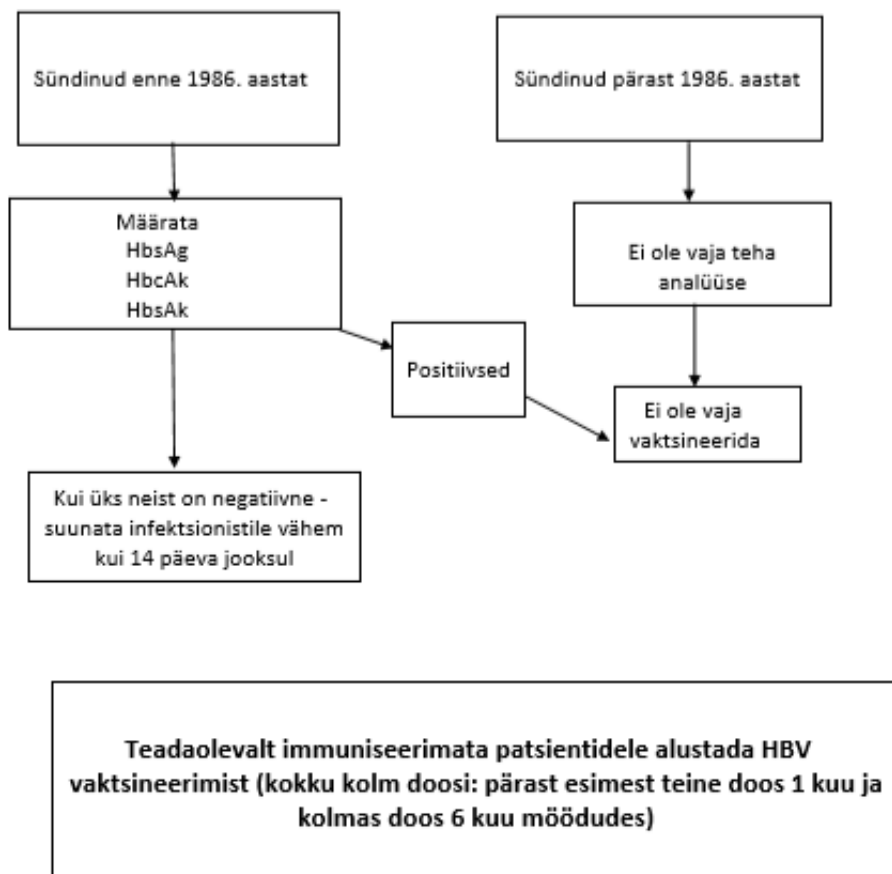 Sündinud enne 1986. aastat
Sündinud pärast 1986. aastat
Määrata
HbsAg
HbcAk
HbsAk
Ei ole vaja teha
analüüse
Positiivsed
Ei ole vaja
vaktsineerida
Kui üks neist on negatiivne -
suunata infektsionistile vähem
kui 14 päeva jooksul
Teadaolevalt immuniseerimata patsientidele alustada HBV
vaktsineerimist (kokku kolm doosi: pärast esimest teine doos 1 kuu ja
kolmas doos 6 kuu möödudes)